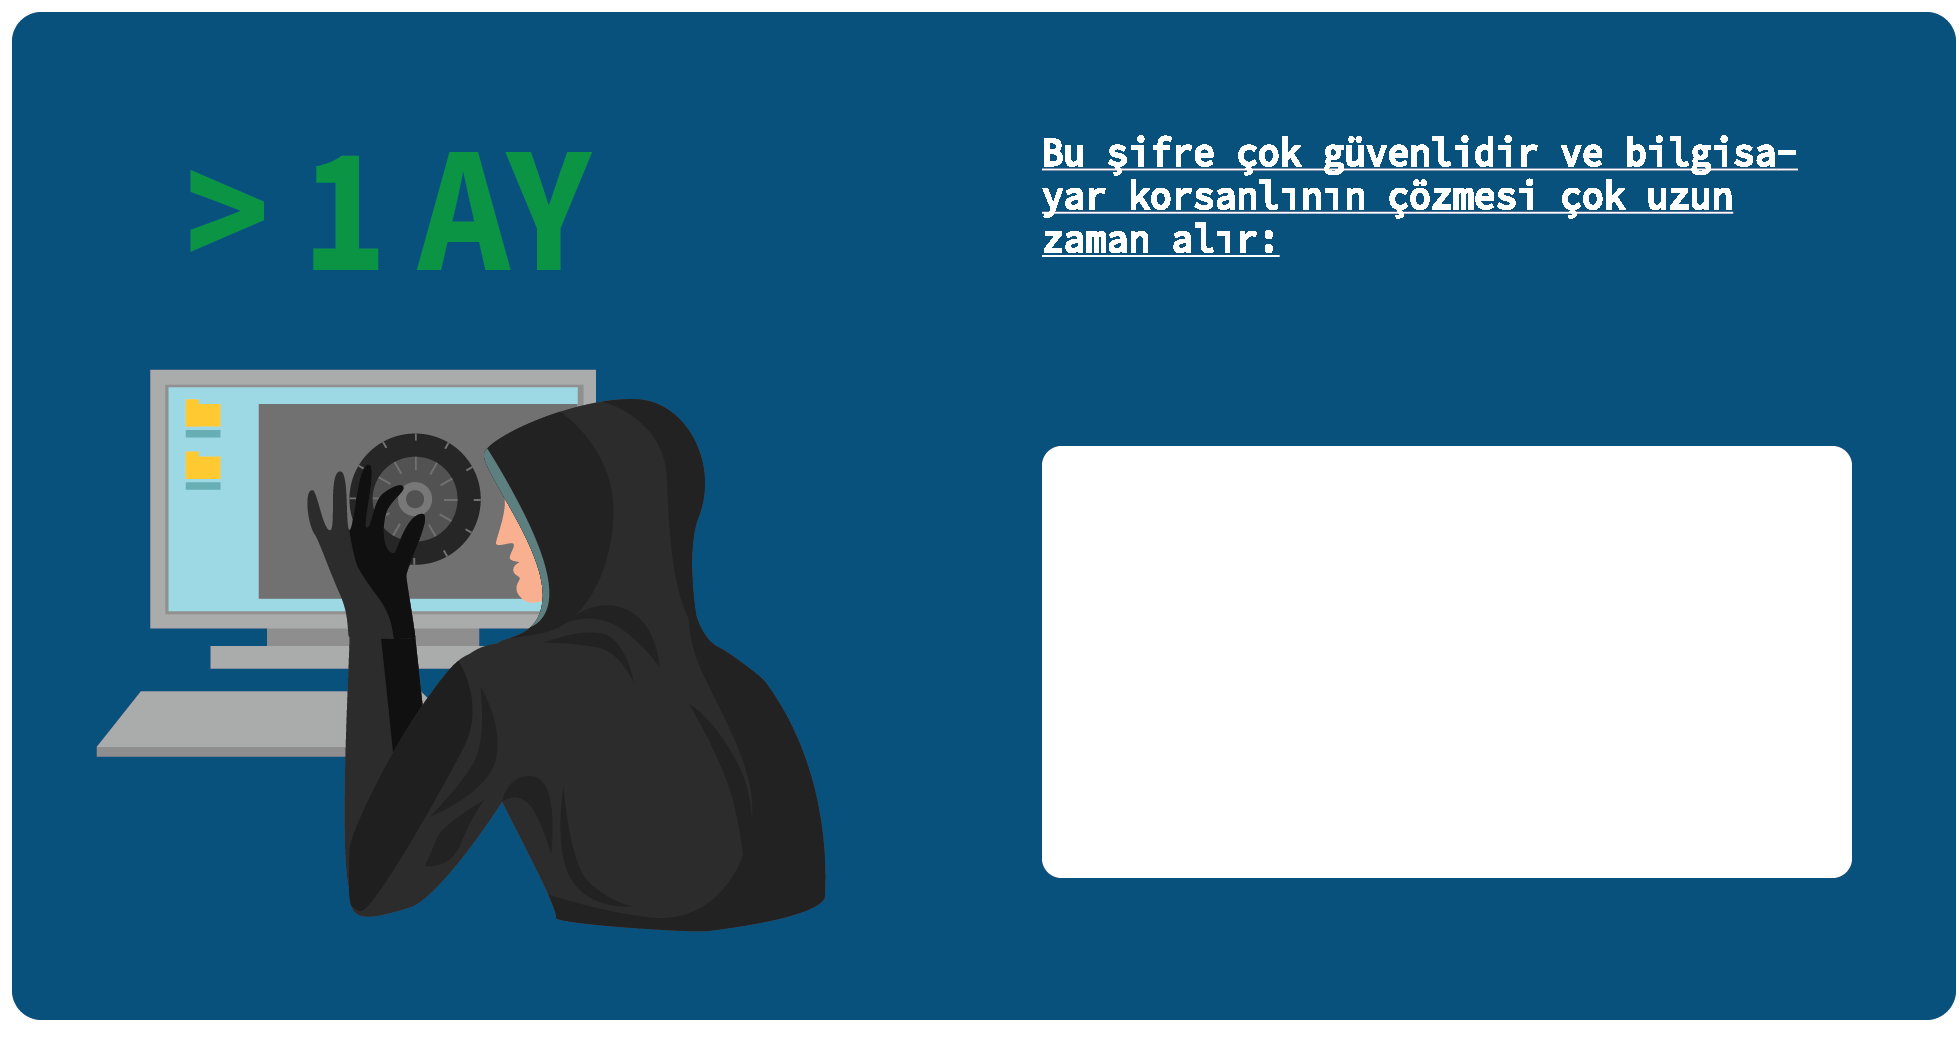 > 1 AY
Bu şifre çok güvenlidir ve bilgisa-
yar korsanlının çözmesi çok uzun
zaman alır: